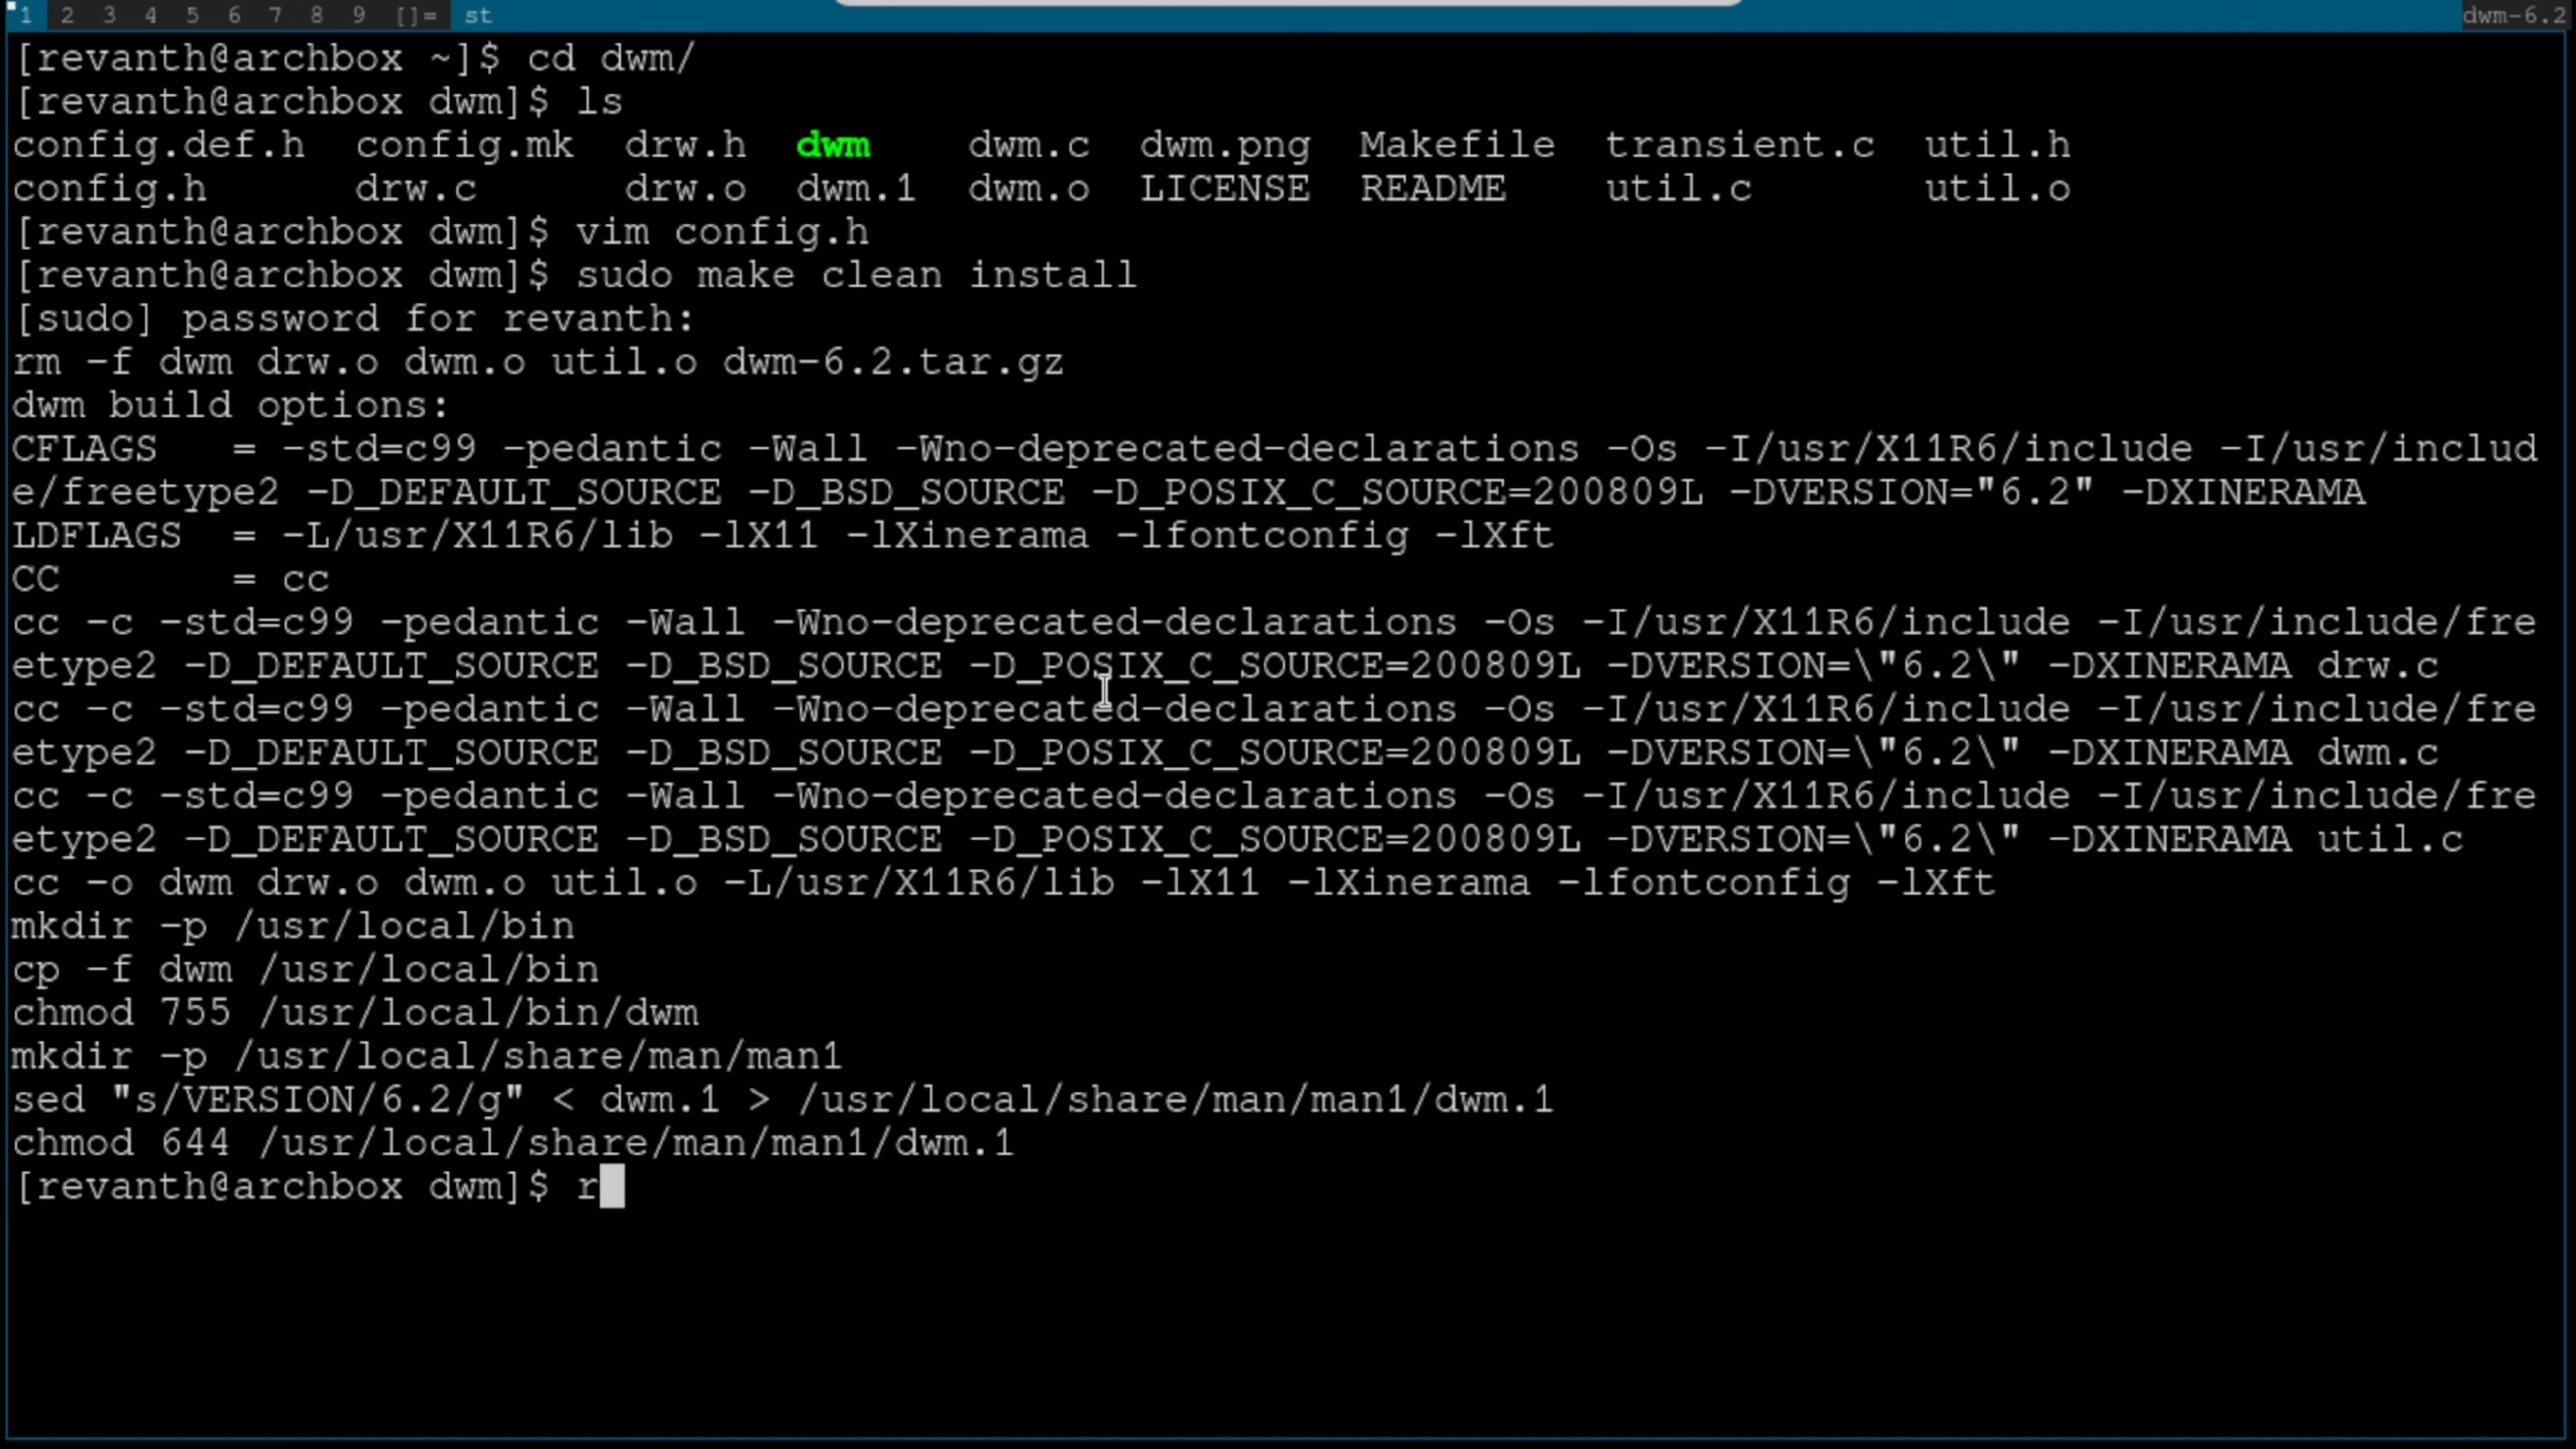 1 2 3 4 5 6 7 8 9 []= st dwm-6.2
[revanth@archbox ~]$ cd dwm/
[revanth@archbox dwm]$ ls
config.def.h config.mk drw.h dwm dwm.c dwm.png Makefile transient.c util.h
config.h drw.c drw.o dwm.1 dwm.o LICENSE README util.c util.o
[revanth@archbox dwm]$ vim config.h
[revanth@archbox dwm]$ sudo make clean install
[sudo] password for revanth:
rm -f dwm drw.o dwm.o util.o dwm-6.2.tar.gz
dwm build options:
CFLAGS   = -std=c99 -pedantic -Wall -Wno-deprecated-declarations -Os -I/usr/X11R6/include -I/usr/includ
e/freetype2 -D_DEFAULT_SOURCE -D_BSD_SOURCE -D_POSIX_C_SOURCE=200809L -DVERSION="6.2" -DXINERAMA
LDFLAGS  = -L/usr/X11R6/lib -lX11 -lXinerama -lfontconfig -lXft
CC       = cc
cc -c -std=c99 -pedantic -Wall -Wno-deprecated-declarations -Os -I/usr/X11R6/include -I/usr/include/fre
etype2 -D_DEFAULT_SOURCE -D_BSD_SOURCE -D_POSIX_C_SOURCE=200809L -DVERSION=\"6.2\" -DXINERAMA drw.c
cc -c -std=c99 -pedantic -Wall -Wno-deprecated-declarations -Os -I/usr/X11R6/include -I/usr/include/fre
etype2 -D_DEFAULT_SOURCE -D_BSD_SOURCE -D_POSIX_C_SOURCE=200809L -DVERSION=\"6.2\" -DXINERAMA dwm.c
cc -c -std=c99 -pedantic -Wall -Wno-deprecated-declarations -Os -I/usr/X11R6/include -I/usr/include/fre
etype2 -D_DEFAULT_SOURCE -D_BSD_SOURCE -D_POSIX_C_SOURCE=200809L -DVERSION=\"6.2\" -DXINERAMA util.c
cc -o dwm drw.o dwm.o util.o -L/usr/X11R6/lib -lX11 -lXinerama -lfontconfig -lXft
mkdir -p /usr/local/bin
cp -f dwm /usr/local/bin
chmod 755 /usr/local/bin/dwm
mkdir -p /usr/local/share/man/man1
sed "s/VERSION/6.2/g" < dwm.1 > /usr/local/share/man/man1/dwm.1
chmod 644 /usr/local/share/man/man1/dwm.1
[revanth@archbox dwm]$ r